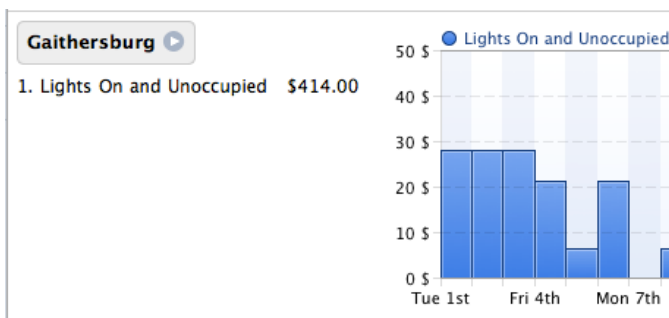 Gaithersburg
1. Lights On and Unoccupied $414.00
Lights On and Unoccupied
50 $
40 $
30 $
20 $
10 $
0 $
Tue 1st Fri 4th Mon 7th